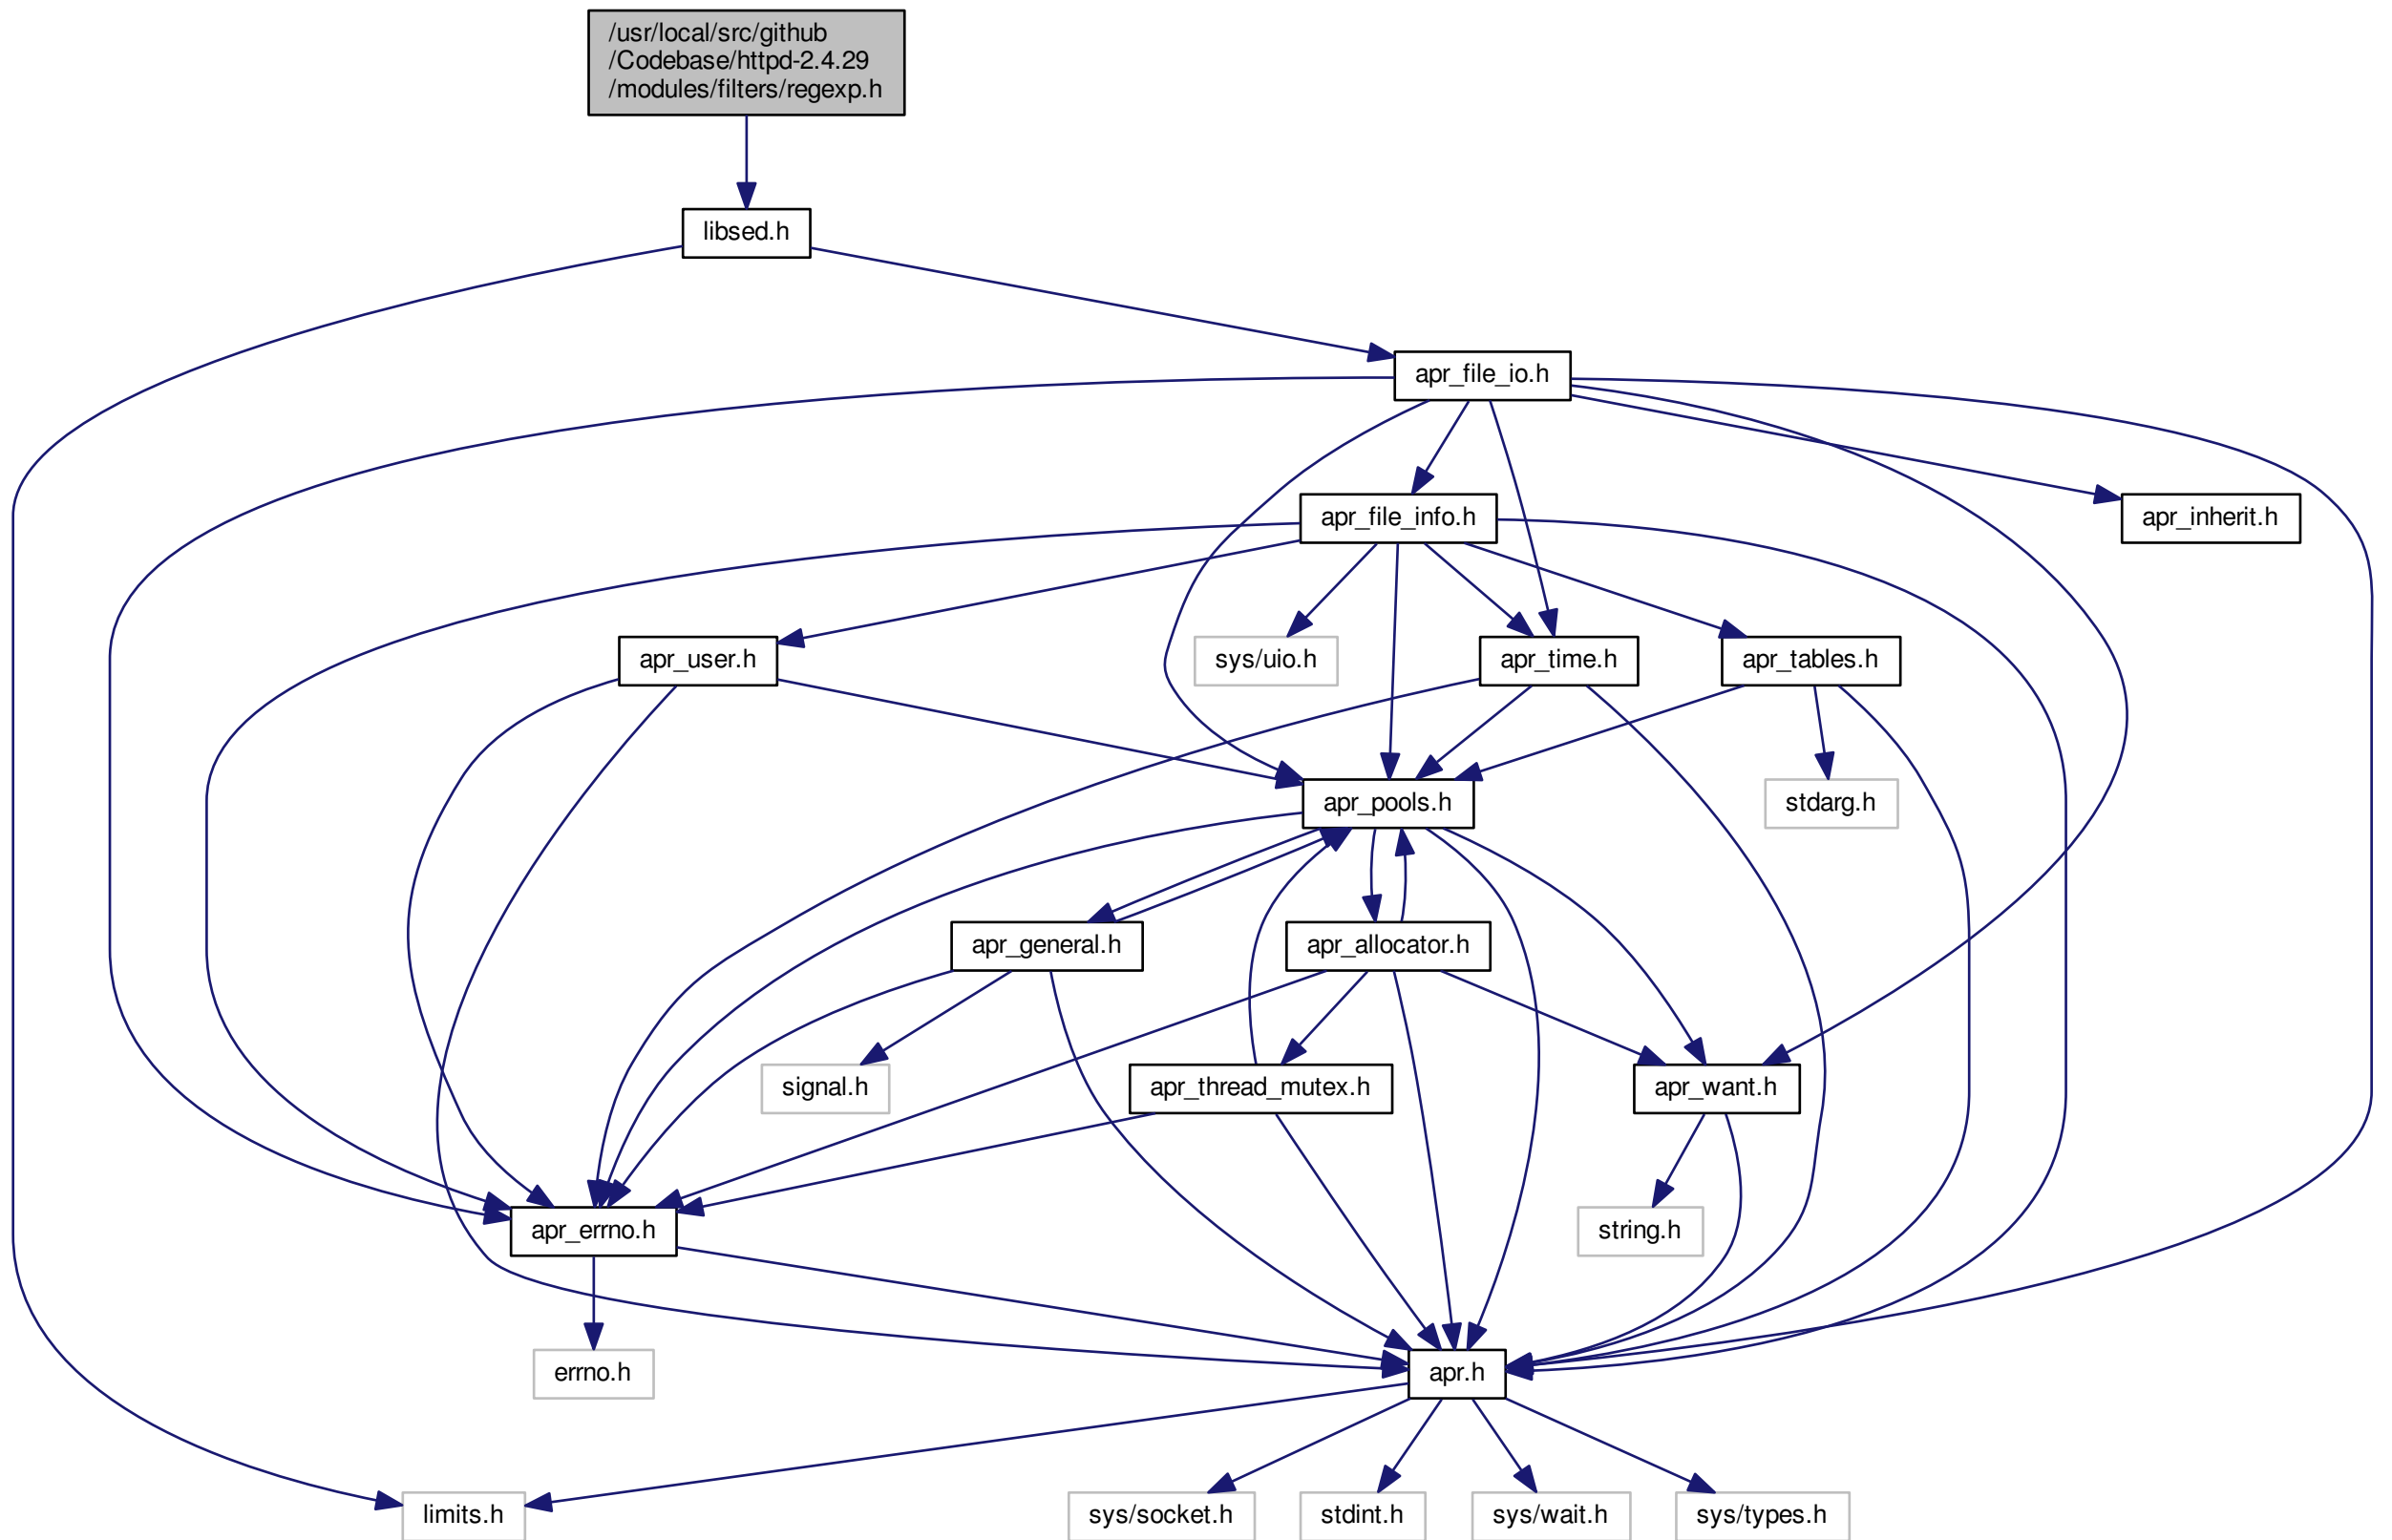 /usr/local/src/github
/Codebase/httpd-2.4.29
/modules/filters/regexp.h
libsed.h
apr_file_io.h
apr_file_info.h
apr_inherit.h
apr_user.h
sys/uio.h
apr_time.h
apr_tables.h
apr_pools.h
stdarg.h
apr_general.h
apr_allocator.h
signal.h
apr_thread_mutex.h
apr_want.h
apr_errno.h
string.h
errno.h
apr.h
limits.h
sys/socket.h
stdint.h
sys/wait.h
sys/types.h